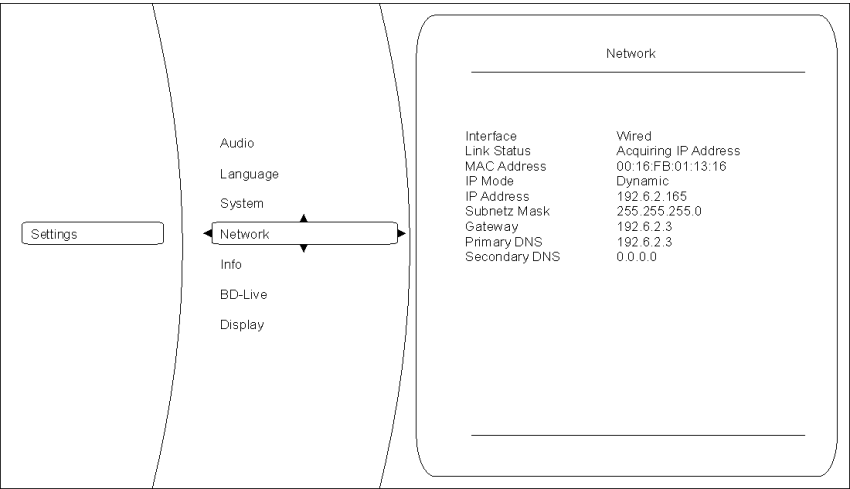 Settings
Audio
Language
System
Network
Info
BD-Live
Display
Network
Interface Wired
Link Status Acquiring IP Address
MAC Address 00:16:FB:01:13:16
IP Mode Dynamic
IP Address 192.6.2.165
Subnetz Mask 255.255.255.0
Gateway 192.6.2.3
Primary DNS 192.6.2.3
Secondary DNS 0.0.0.0